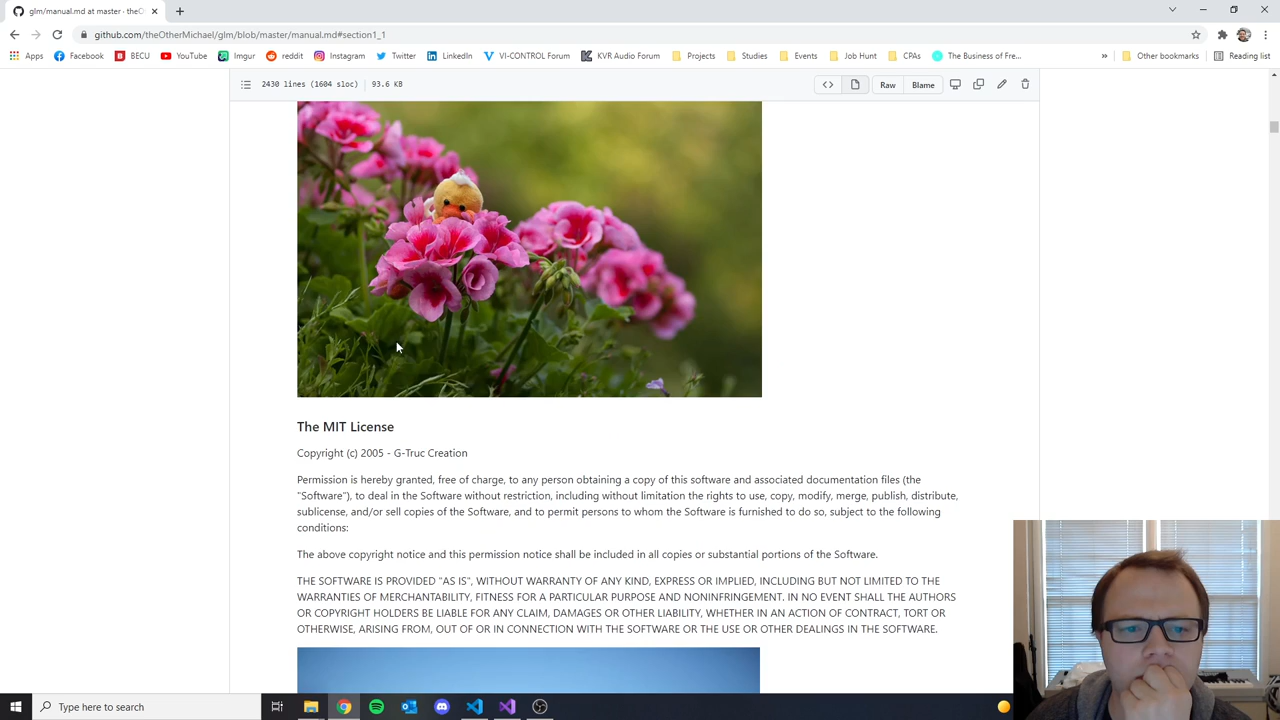 glm/manual.md at master · theO
github.com/theOtherMichael/glm/blob/master/manual.md#section1_1
Apps Facebook BECU YouTube Imgur reddit Instagram Twitter LinkedIn VI-CONTROL Forum KVR Audio Forum Projects Studies Events Job Hunt CPAs The Business of Fre... » Other bookmarks Reading list
2430 lines (1604 sloc) 93.6 KB Raw Blame
The MIT License
Copyright (c) 2005 - G-Truc Creation
Permission is hereby granted, free of charge, to any person obtaining a copy of this software and associated documentation files (the
"Software"), to deal in the Software without restriction, including without limitation the rights to use, copy, modify, merge, publish, distribute,
sublicense, and/or sell copies of the Software, and to permit persons to whom the Software is furnished to do so, subject to the following
conditions:
The above copyright notice and this permission notice shall be included in all copies or substantial portions of the Software.
THE SOFTWARE IS PROVIDED "AS IS", WITHOUT WARRANTY OF ANY KIND, EXPRESS OR IMPLIED, INCLUDING BUT NOT LIMITED TO THE
WARRANTIES OF MERCHANTABILITY, FITNESS FOR A PARTICULAR PURPOSE AND NONINFRINGEMENT. IN NO EVENT SHALL THE AUTHORS
OR COPYRIGHT HOLDERS BE LIABLE FOR ANY CLAIM, DAMAGES OR OTHER LIABILITY, WHETHER IN AN ACTION OF CONTRACT, TORT OR
OTHERWISE, ARISING FROM, OUT OF OR IN CONNECTION WITH THE SOFTWARE OR THE USE OR OTHER DEALINGS IN THE SOFTWARE.
Type here to search